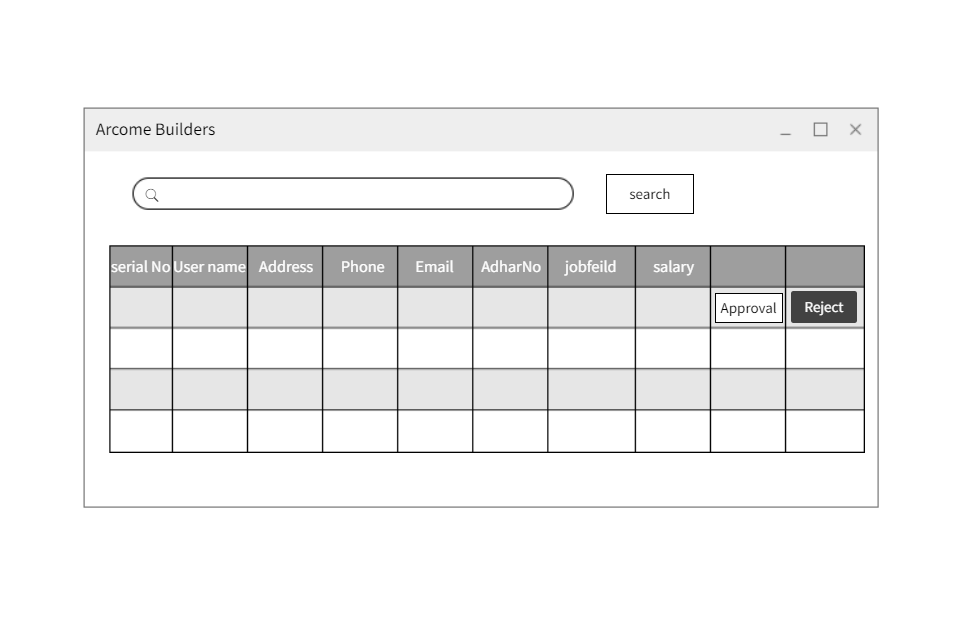 Arcome Builders
search
serial No User name Address Phone Email AdharNo jobfeild salary
Approval Reject